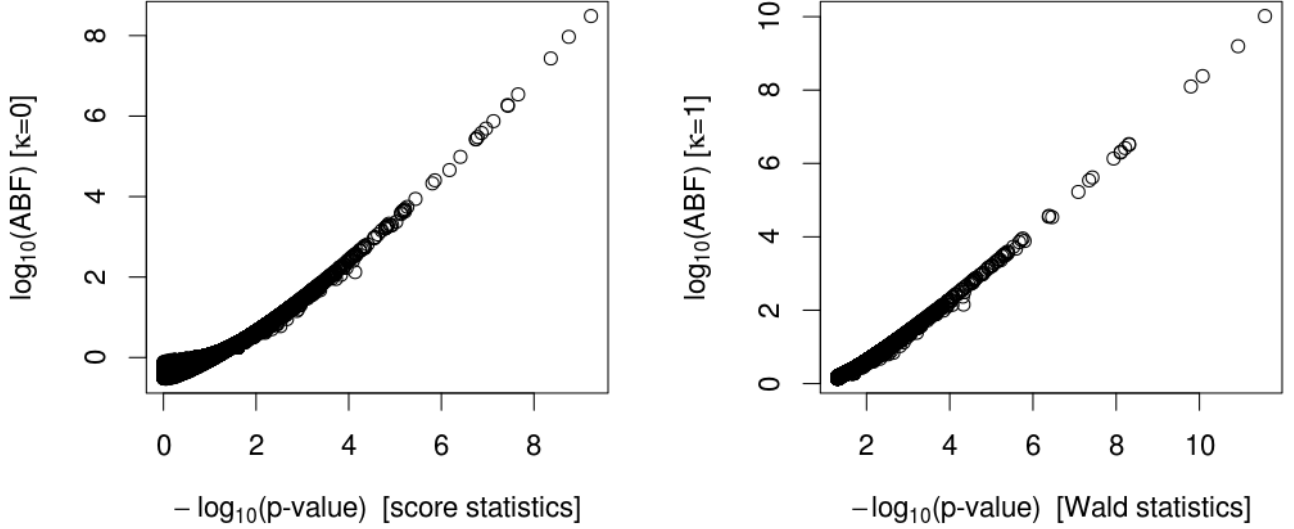 log10(ABF) [κ=0]
8
6
4
2
0
0 2 4 6 8
− log10(p-value) [score statistics]
log10(ABF) [κ=1]
10
8
6
4
2
0
2 4 6 8 10
− log10(p-value) [Wald statistics]